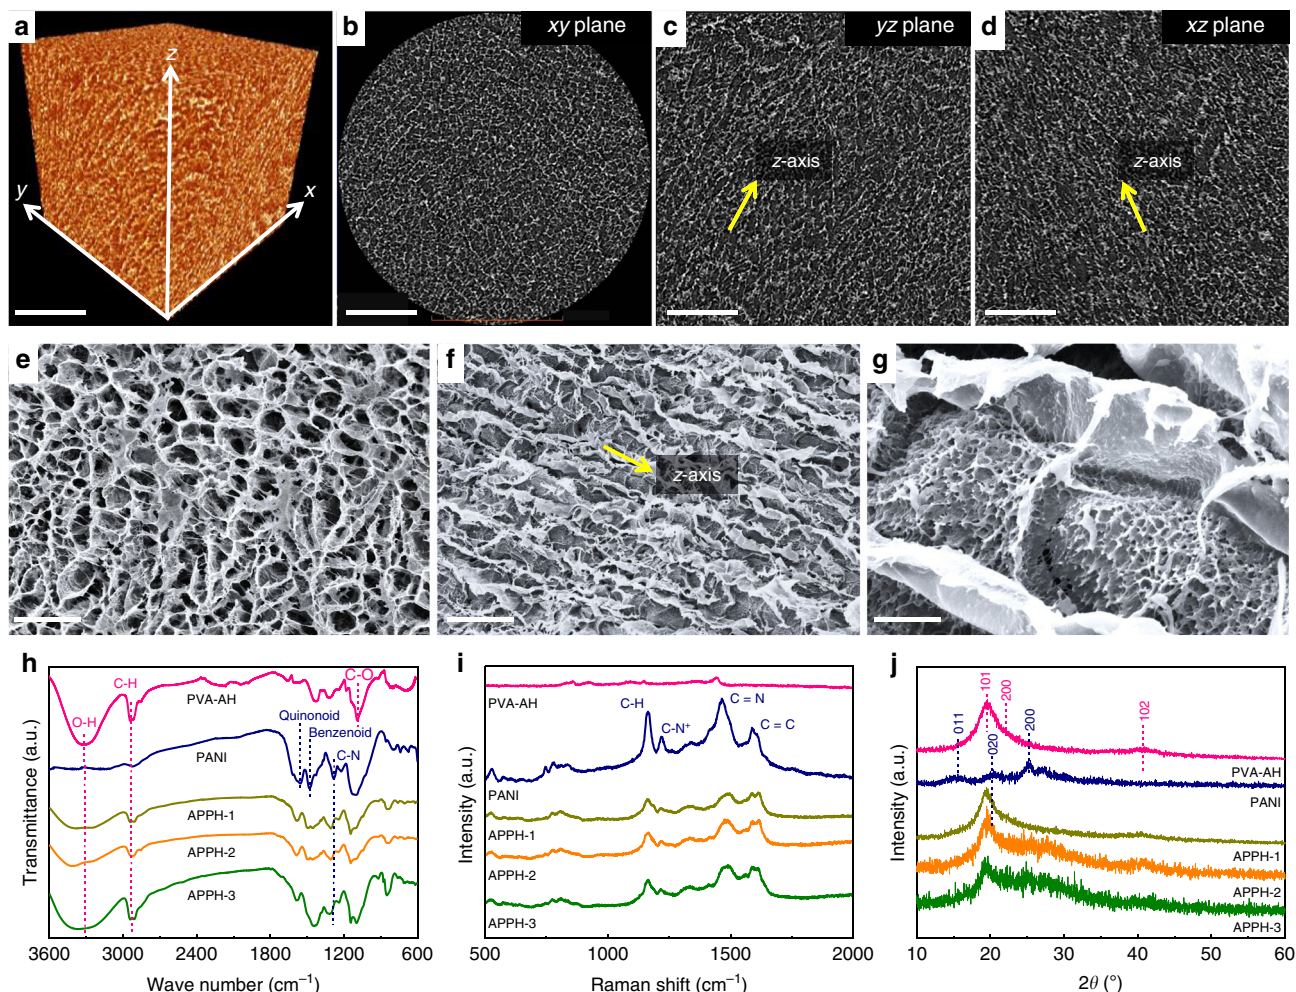 a
z
y
x
b
xy plane
c
yz plane
z-axis
d
xz plane
z-axis
e
f
z-axis
g
h
C-H
O-H
C-O
PVA-AH
Quinonoid
Benzenoid
C-N
PANI
APPH-1
APPH-2
APPH-3
Transmittance (a.u.)
3600 3000 2400 1800 1200 600
Wave number (cm⁻¹)
i
PVA-AH
C-H
C-N⁺
C = N
C = C
PANI
APPH-1
APPH-2
APPH-3
Intensity (a.u.)
500 1000 1500 2000
Raman shift (cm⁻¹)
j
101
200
102
011
020
200
PVA-AH
PANI
APPH-1
APPH-2
APPH-3
Intensity (a.u.)
10 20 30 40 50 60
2θ (°)